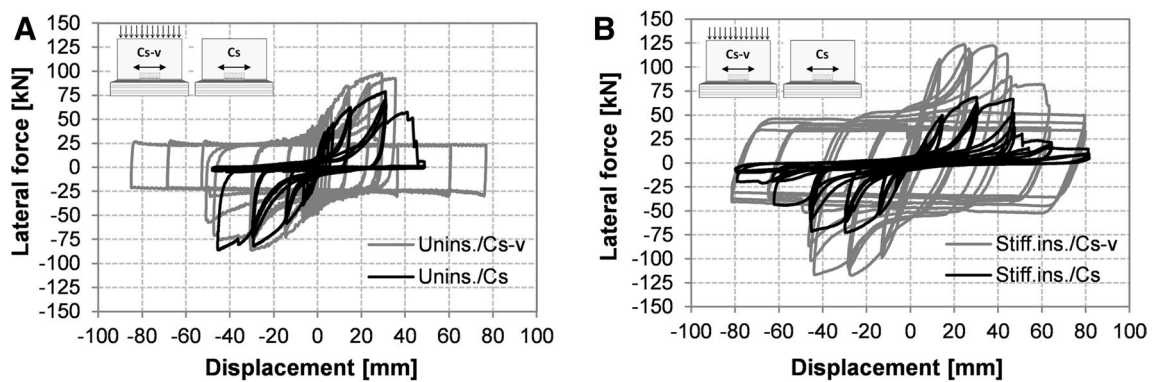 A
Lateral force [kN]
150
125
100
75
50
25
0
-25
-50
-75
-100
-125
-150
Cs-v
Cs
Unins./Cs-v
Unins./Cs
-100 -80 -60 -40 -20 0 20 40 60 80 100
Displacement [mm]
B
Lateral force [kN]
150
125
100
75
50
25
0
-25
-50
-75
-100
-125
-150
Cs-v
Cs
Stiff.ins./Cs-v
Stiff.ins./Cs
-100 -80 -60 -40 -20 0 20 40 60 80 100
Displacement [mm]